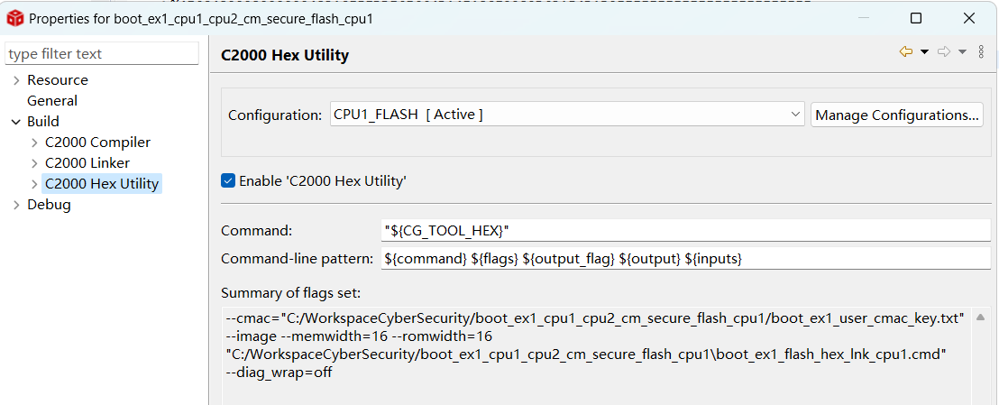 Properties for boot_ex1_cpu1_cpu2_cm_secure_flash_cpu1
type filter text
Resource
General
Build
C2000 Compiler
C2000 Linker
C2000 Hex Utility
Debug
C2000 Hex Utility
Configuration: CPU1_FLASH [ Active ] Manage Configurations...
Enable 'C2000 Hex Utility'
Command: "${CG_TOOL_HEX}"
Command-line pattern: ${command} ${flags} ${output_flag} ${output} ${inputs}
Summary of flags set:
--cmac="C:/WorkspaceCyberSecurity/boot_ex1_cpu1_cpu2_cm_secure_flash_cpu1/boot_ex1_user_cmac_key.txt"
--image --memwidth=16 --romwidth=16
"C:/WorkspaceCyberSecurity/boot_ex1_cpu1_cpu2_cm_secure_flash_cpu1\boot_ex1_flash_hex_lnk_cpu1.cmd"
--diag_wrap=off